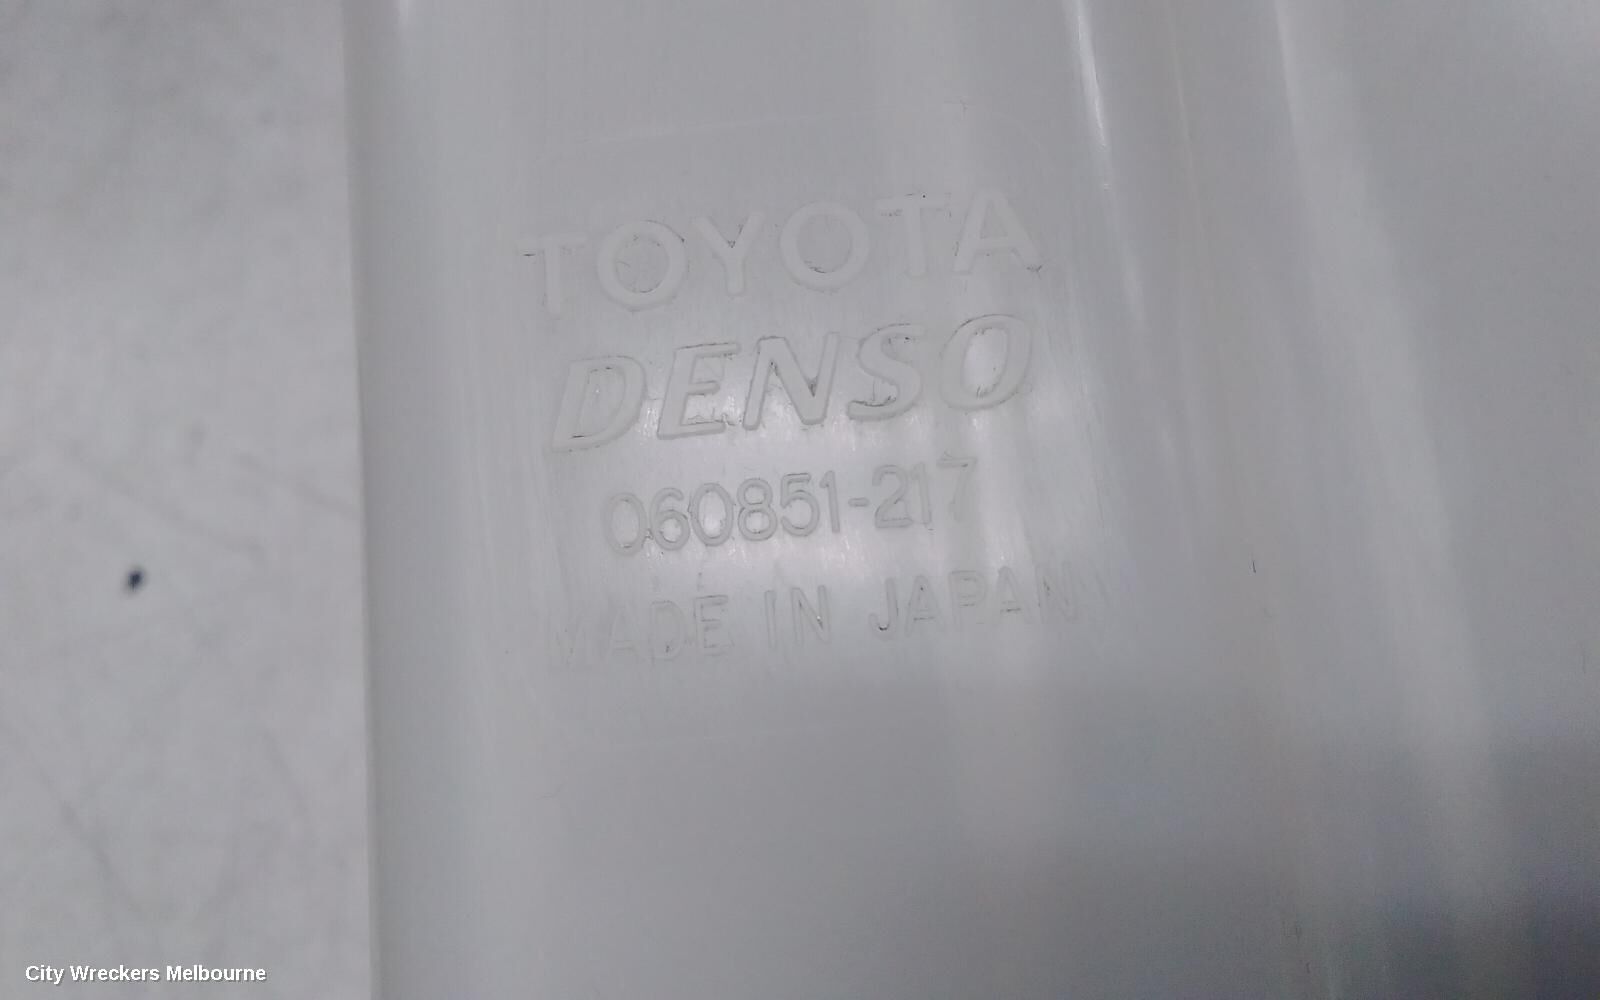 TOYOTA
DENSO
060851-217
MADE IN JAPAN
City Wreckers Melbourne